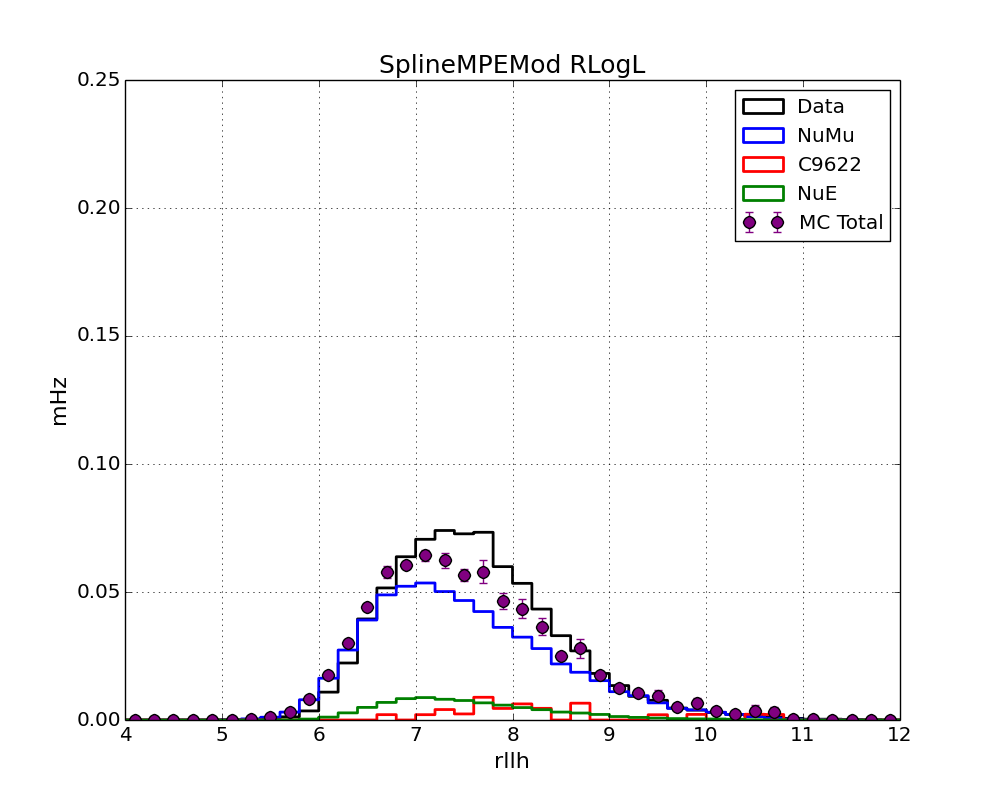 SplineMPEMod RLogL
0.25
0.20
0.15
0.10
0.05
0.00
mHz
4 5 6 7 8 9 10 11 12
rllh
Data
NuMu
C9622
NuE
MC Total